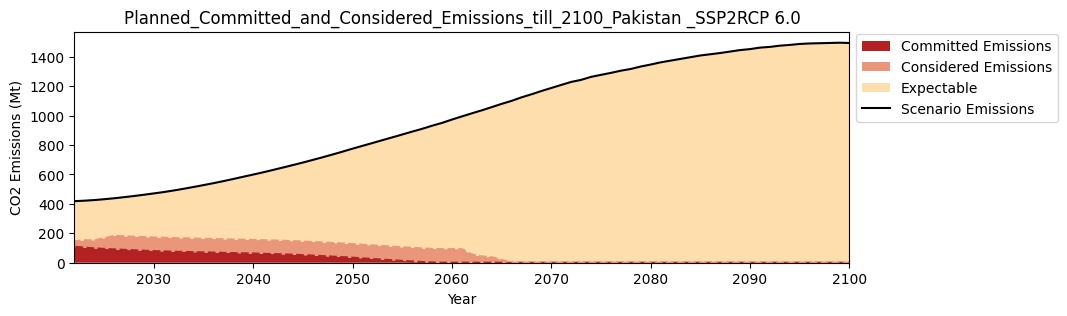 Planned_Committed_and_Considered_Emissions_till_2100_Pakistan _SSP2RCP 6.0
CO2 Emissions (Mt)
1400
1200
1000
800
600
400
200
0
2030 2040 2050 2060 2070 2080 2090 2100
Year
Committed Emissions
Considered Emissions
Expectable
Scenario Emissions